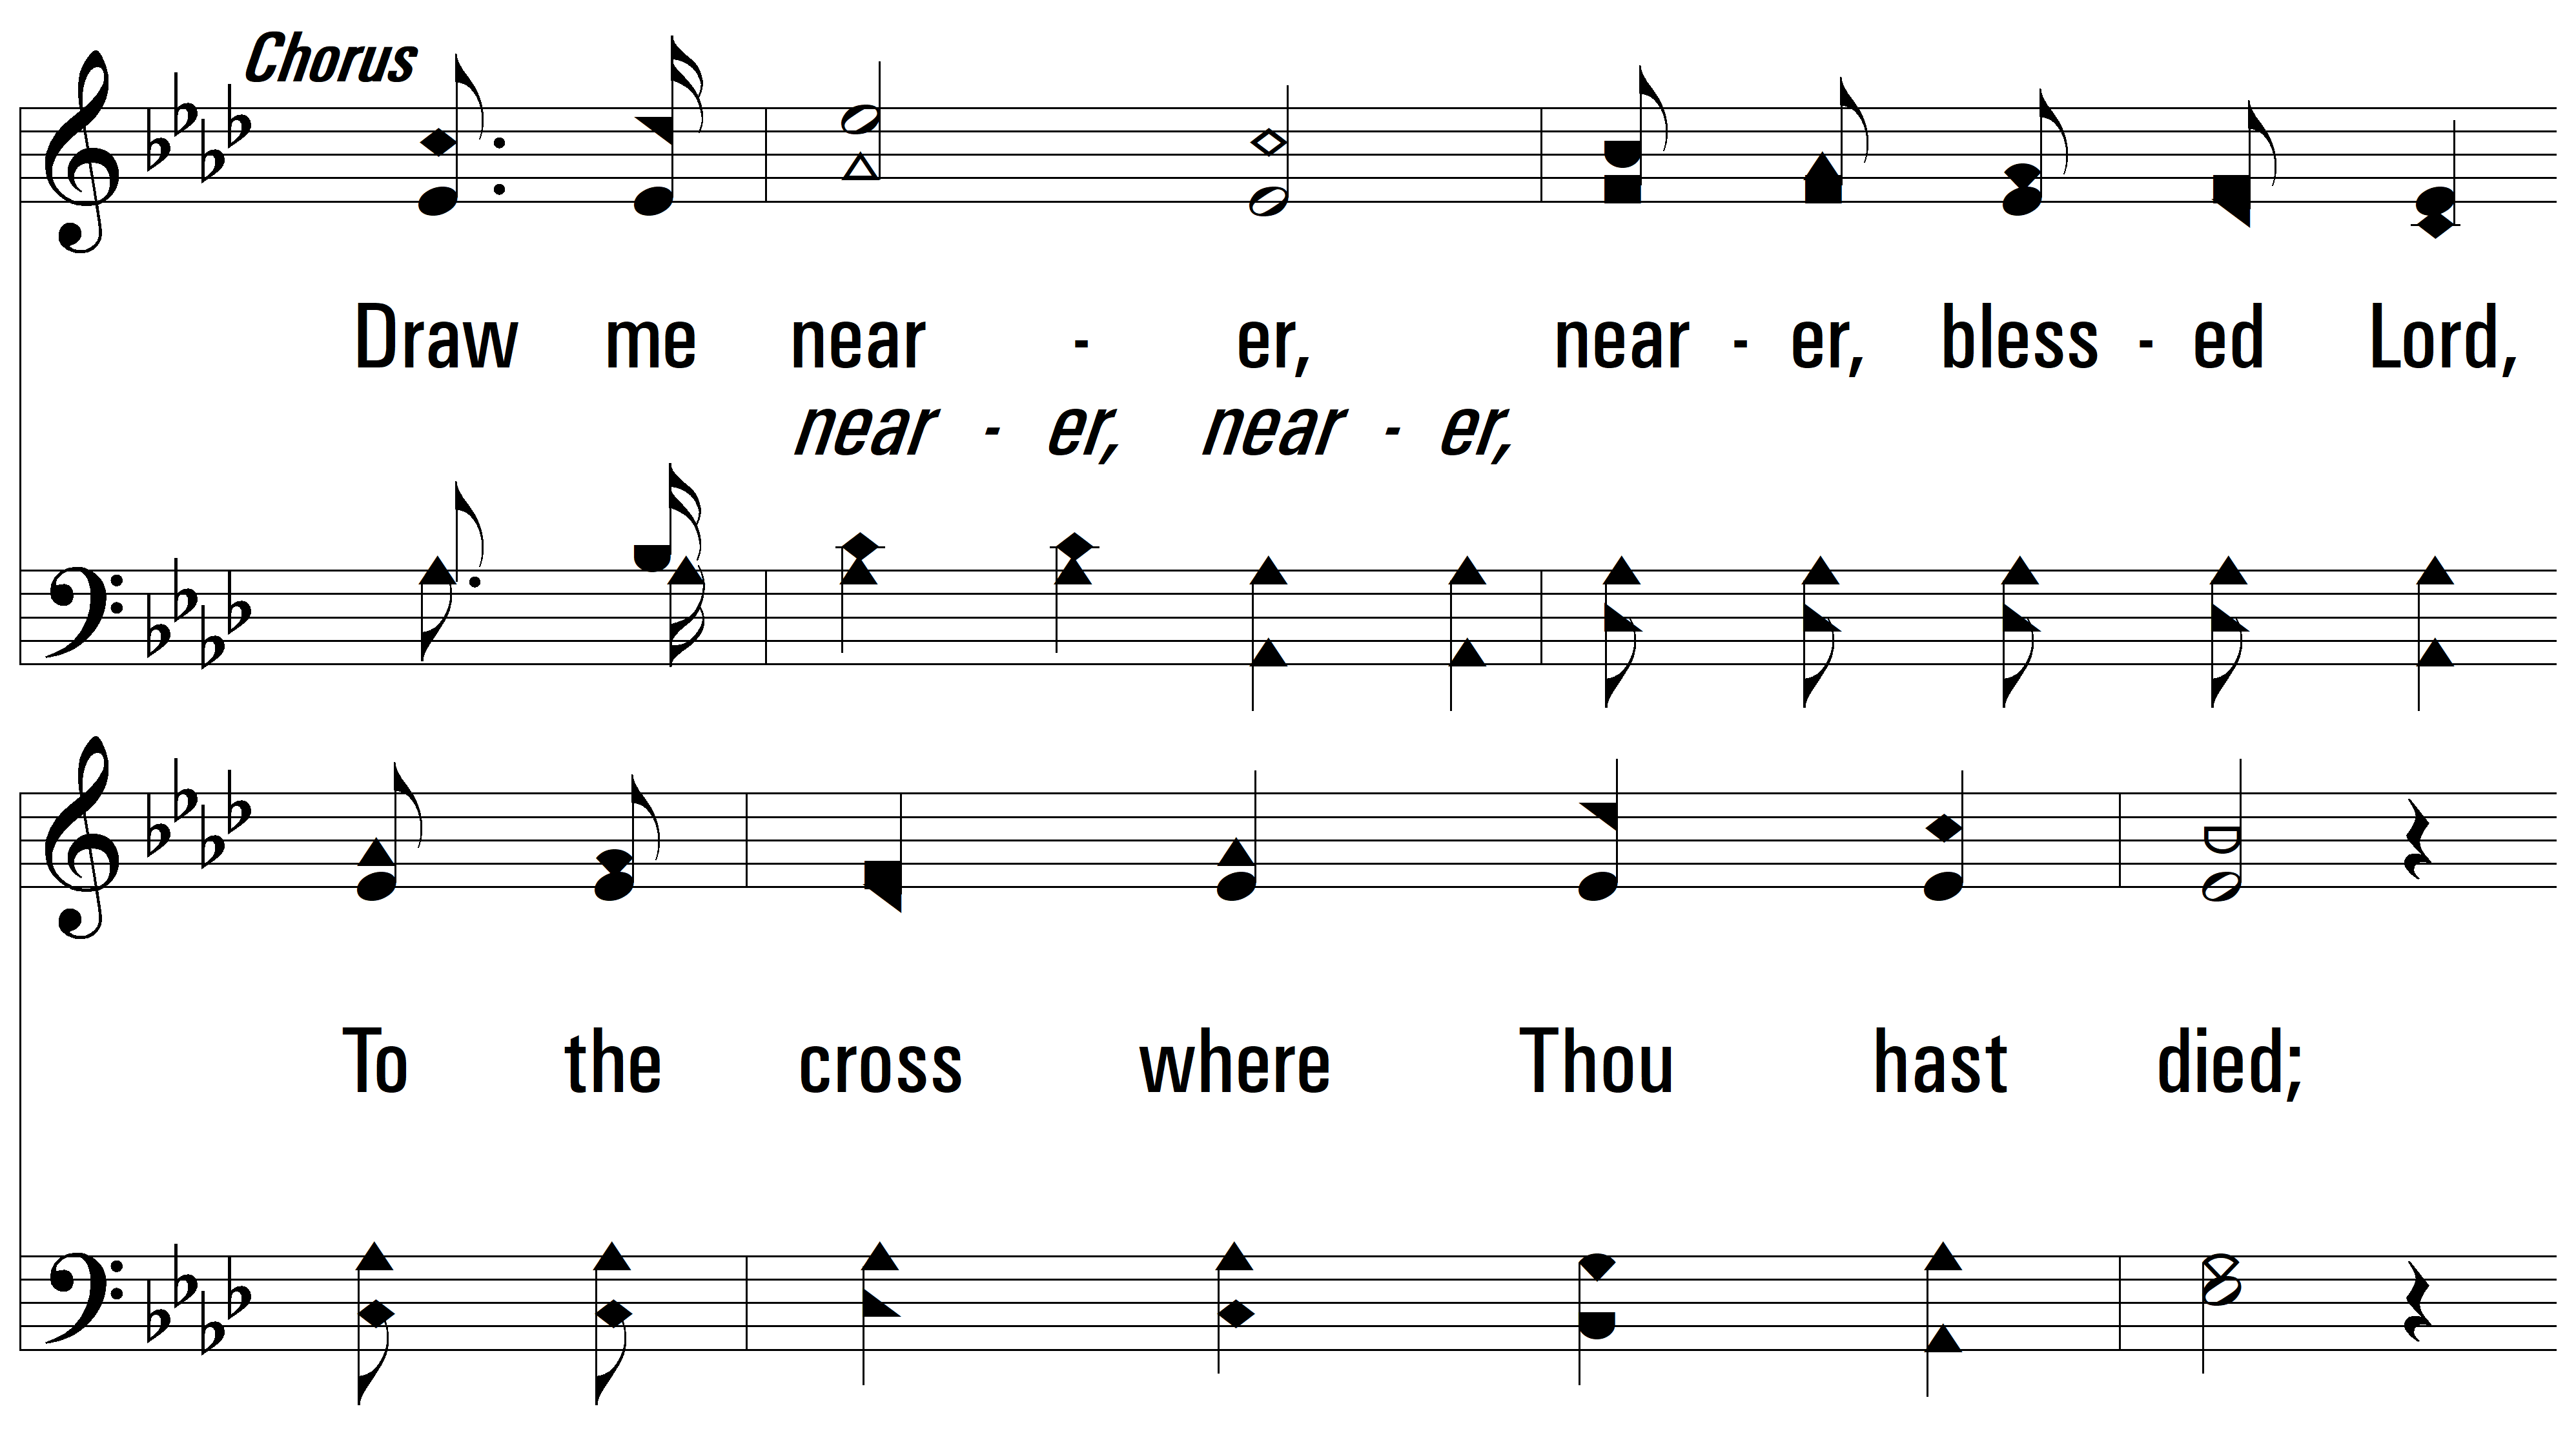 Chorus
Draw me near - er, near - er, bless - ed Lord,
near - er, near - er,
To the cross where Thou hast died;